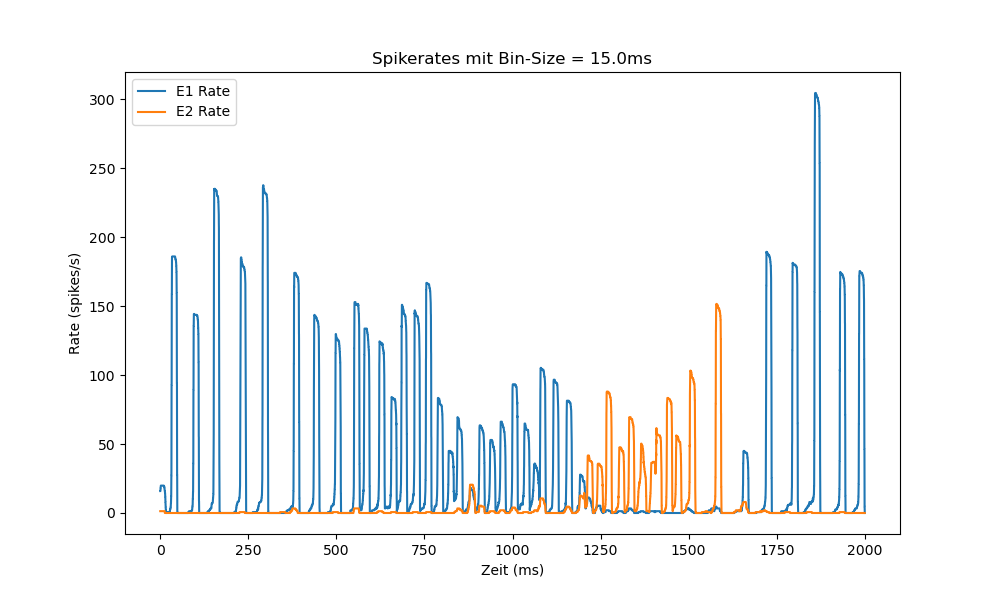 Spikerates mit Bin-Size = 15.0ms
E1 Rate
E2 Rate
300
250
200
150
100
50
0
Rate (spikes/s)
0 250 500 750 1000 1250 1500 1750 2000
Zeit (ms)